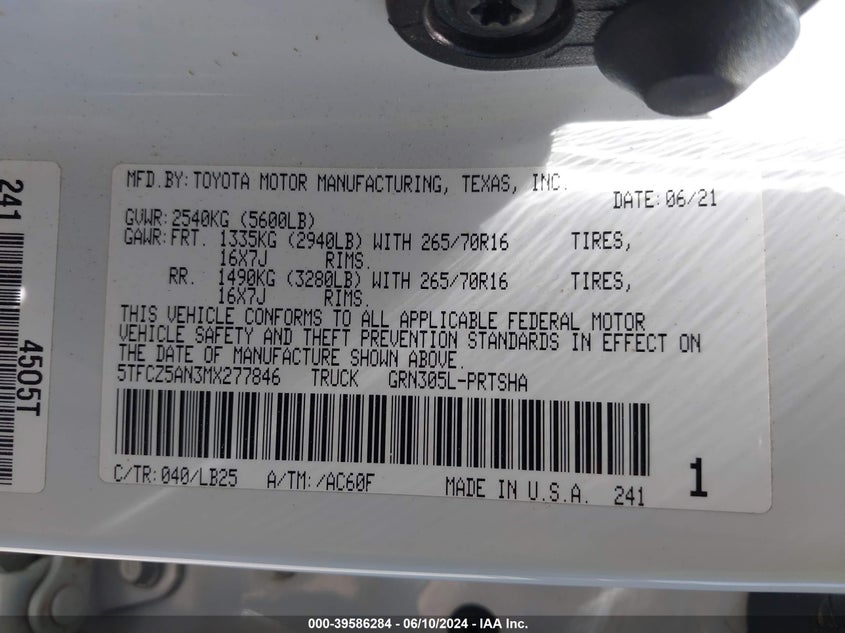 MFD.BY:TOYOTA MOTOR MANUFACTURING, TEXAS, INC.
DATE:06/21
GVWR:2540KG (5600LB)
GAWR:FRT. 1335KG (2940LB) WITH 265/70R16 TIRES,
16X7J RIMS.
RR. 1490KG (3280LB) WITH 265/70R16 TIRES,
16X7J RIMS.
THIS VEHICLE CONFORMS TO ALL APPLICABLE FEDERAL MOTOR
VEHICLE SAFETY AND THEFT PREVENTION STANDARDS IN EFFECT ON
THE DATE OF MANUFACTURE SHOWN ABOVE.
5TFCZ5AN3MX277846 TRUCK GRN305L-PRTSHA
C/TR:040/LB25 A/TM:/AC60F MADE IN U.S.A. 241 1
241 4505T
000-39586284 / 06/10/2024 - IAA Inc.